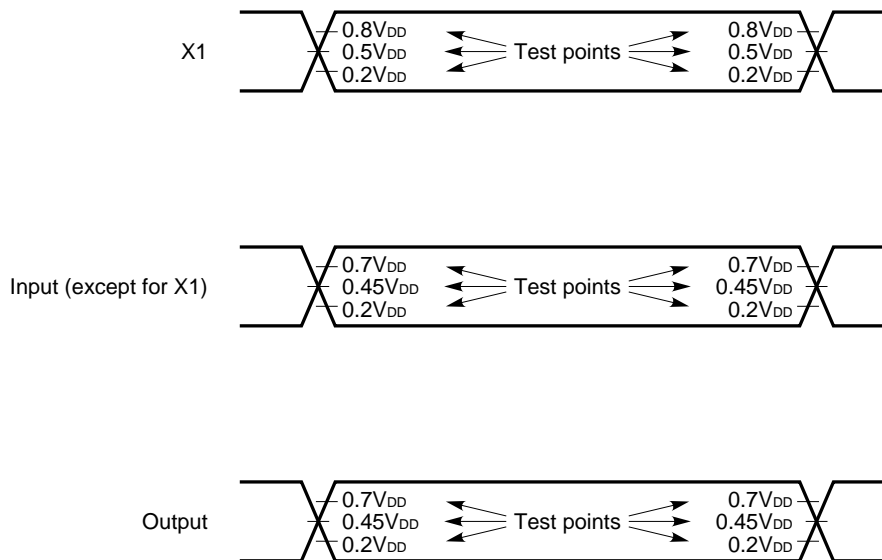 0.8VDD 0.8VDD
X1 0.5VDD Test points 0.5VDD
0.2VDD 0.2VDD
0.7VDD 0.7VDD
Input (except for X1) 0.45VDD Test points 0.45VDD
0.2VDD 0.2VDD
0.7VDD 0.7VDD
Output 0.45VDD Test points 0.45VDD
0.2VDD 0.2VDD